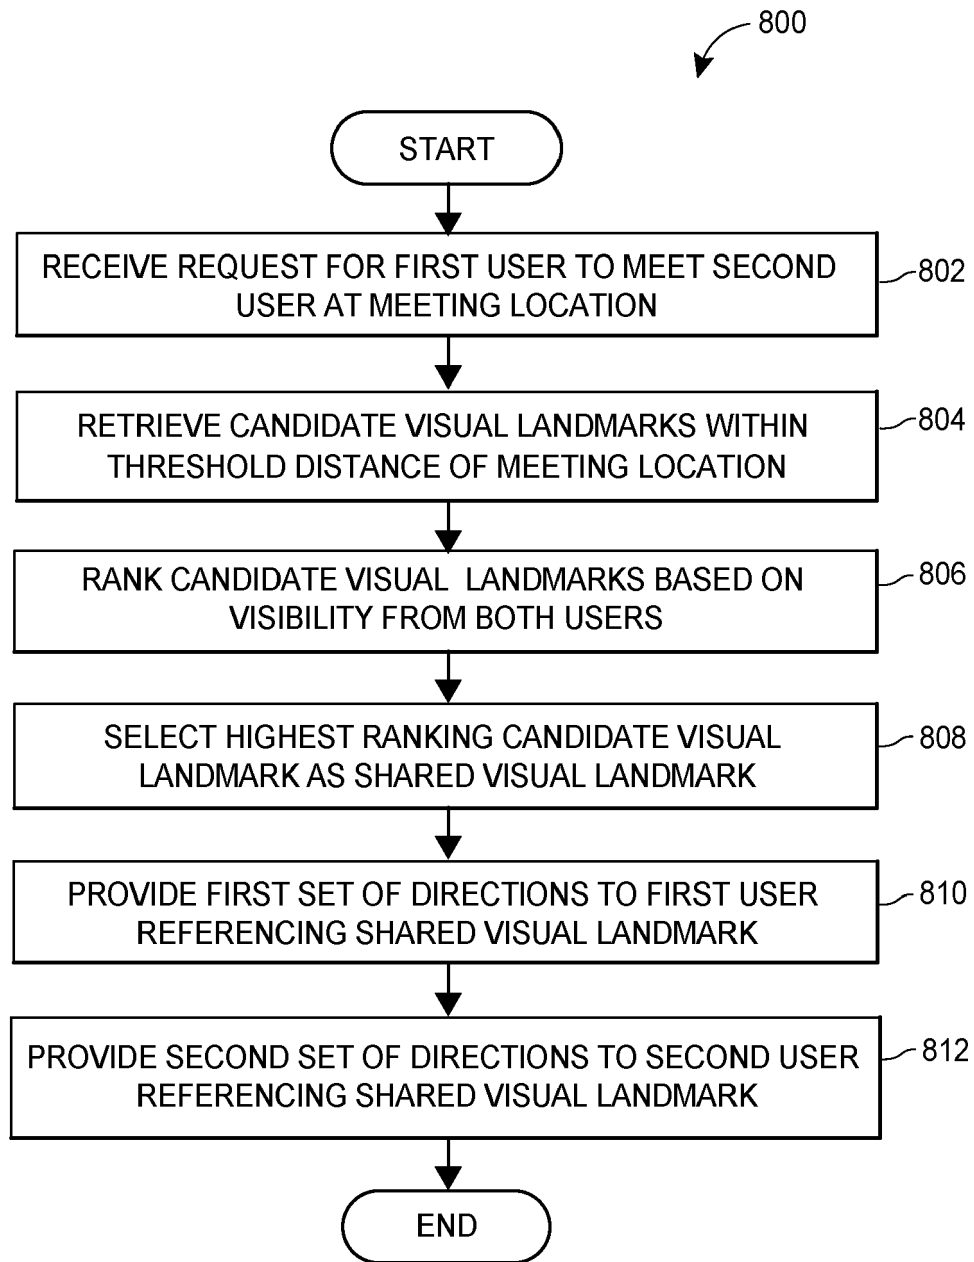 800
START
RECEIVE REQUEST FOR FIRST USER TO MEET SECOND
USER AT MEETING LOCATION
802
RETRIEVE CANDIDATE VISUAL LANDMARKS WITHIN
THRESHOLD DISTANCE OF MEETING LOCATION
804
RANK CANDIDATE VISUAL LANDMARKS BASED ON
VISIBILITY FROM BOTH USERS
806
SELECT HIGHEST RANKING CANDIDATE VISUAL
LANDMARK AS SHARED VISUAL LANDMARK
808
PROVIDE FIRST SET OF DIRECTIONS TO FIRST USER
REFERENCING SHARED VISUAL LANDMARK
810
PROVIDE SECOND SET OF DIRECTIONS TO SECOND USER
REFERENCING SHARED VISUAL LANDMARK
812
END